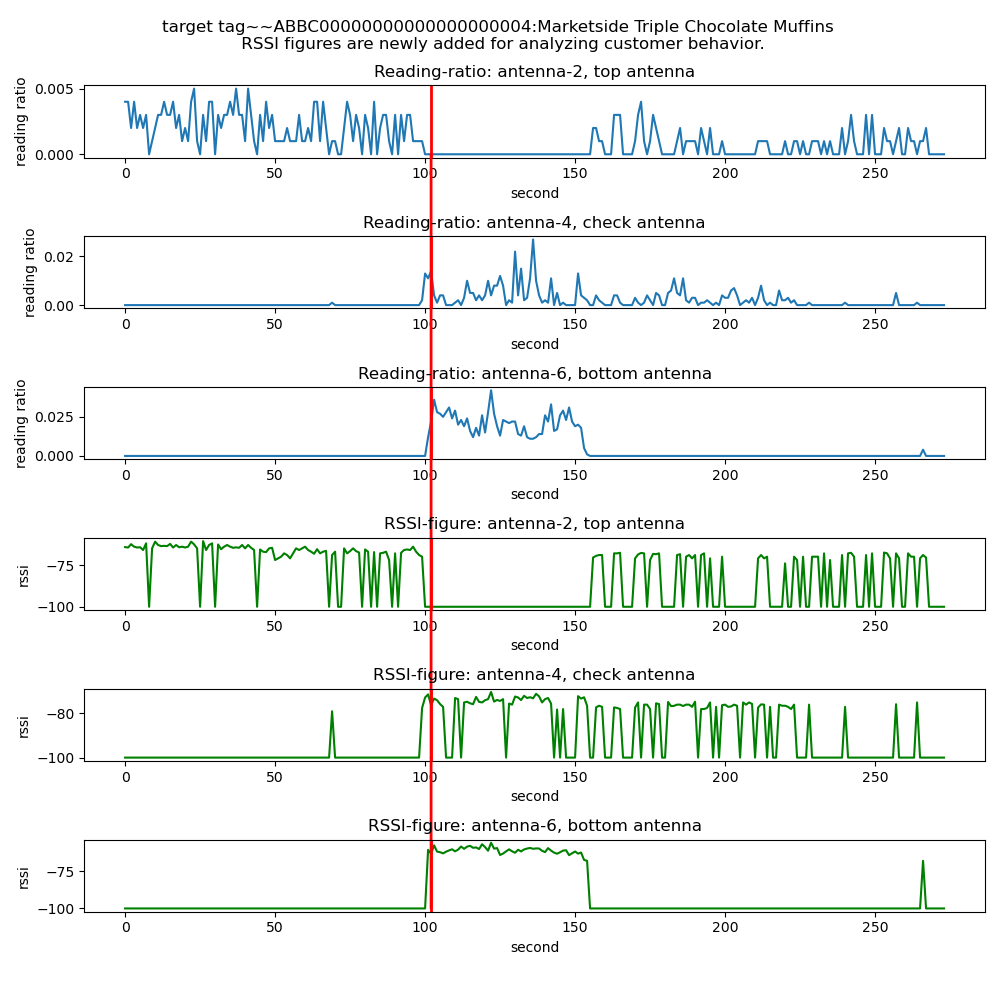 target tag~~ABBC00000000000000000004:Marketside Triple Chocolate Muffins
RSSI figures are newly added for analyzing customer behavior.
Reading-ratio: antenna-2, top antenna
reading ratio
0.005
0.000
0 50 100 150 200 250
second
Reading-ratio: antenna-4, check antenna
reading ratio
0.02
0.00
0 50 100 150 200 250
second
Reading-ratio: antenna-6, bottom antenna
reading ratio
0.025
0.000
0 50 100 150 200 250
second
RSSI-figure: antenna-2, top antenna
rssi
−75
−100
0 50 100 150 200 250
second
RSSI-figure: antenna-4, check antenna
rssi
−80
−100
0 50 100 150 200 250
second
RSSI-figure: antenna-6, bottom antenna
rssi
−75
−100
0 50 100 150 200 250
second